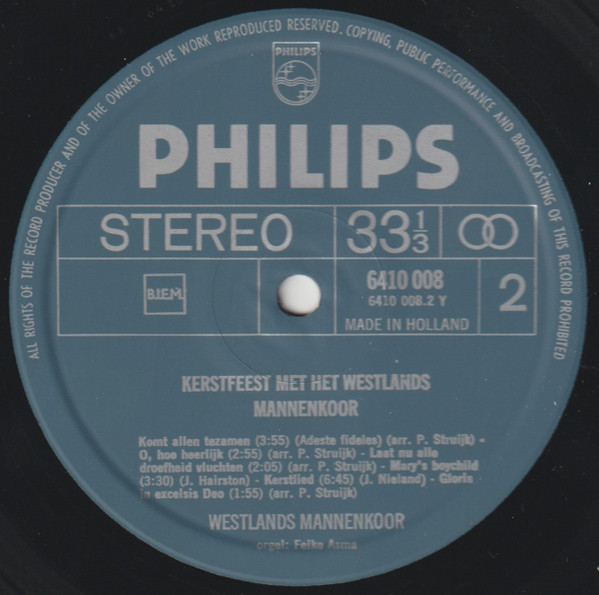 ALL RIGHTS OF THE RECORD PRODUCER AND OF THE OWNER OF THE WORK REPRODUCED RESERVED. COPYING, PUBLIC PERFORMANCE AND BROADCASTING OF THIS RECORD PROHIBITED
PHILIPS
PHILIPS
STEREO 33 1/3
B.I.E.M. 6410 008 2
6410 008.2 Y
MADE IN HOLLAND
KERSTFEEST MET HET WESTLANDS
MANNENKOOR
Komt allen tezamen (3:55) (Adeste fideles) (arr. P. Struijk) -
O, hoe heerlijk (2:55) (arr. P. Struijk) - Laat nu alle
droefheid vluchten (2:05) (arr. P. Struijk) - Mary's boychild
(3:30) (J. Hairston) - Kerstlied (6:45) (J. Nieland) - Gloria
in excelsis Deo (1:55) (arr. P. Struijk)
WESTLANDS MANNENKOOR
orgel: Feike Asma